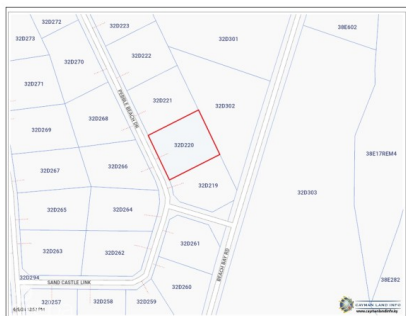 32D272
32D223
38E602
32D273
32D301
32D222
32D270
32D271
32D221
32D302
PEBBLE BEACH DR
32D268
32D269
32D220
38E17REM4
32D266
32D267
32D219
32D303
32D265
32D264
32D261
32D263
32D262
BEACH BAY RD
32D294
38E282
SAND CASTLE LINK
32D260
32D257
32D258
32D259
CAYMAN LAND INFO
www.caymanlandinfo.ky